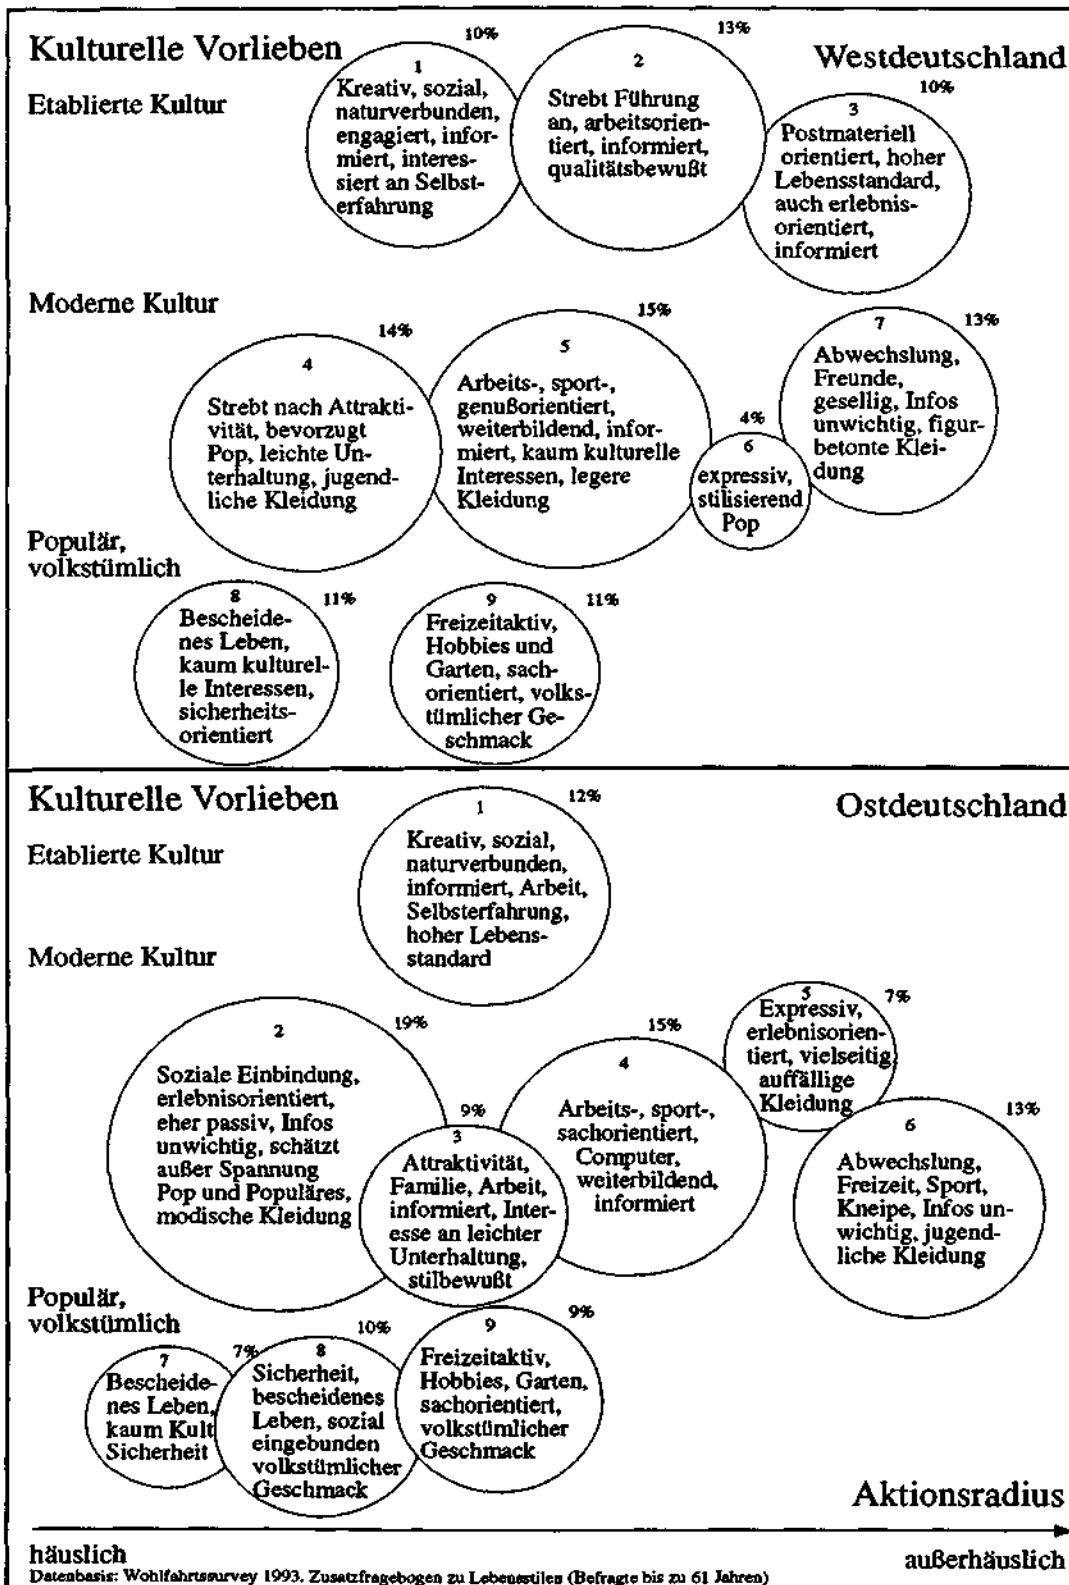 Kulturelle Vorlieben
Westdeutschland
Etablierte Kultur
10%
1
Kreativ, sozial,
naturverbunden,
engagiert, infor-
miert, interes-
siert an Selbst-
erfahrung
13%
2
Strebt Führung
an, arbeitsorien-
tiert, informiert,
qualitätsbewußt
10%
3
Postmateriell
orientiert, hoher
Lebensstandard,
auch erlebnis-
orientiert,
informiert
Moderne Kultur
14%
4
Strebt nach Attrakti-
vität, bevorzugt
Pop, leichte Un-
terhaltung, jugend-
liche Kleidung
15%
5
Arbeits-, sport-,
genußorientiert,
weiterbildend, infor-
miert, kaum kulturelle
Interessen, legere
Kleidung
4%
6
expressiv,
stilisierend
Pop
13%
7
Abwechslung,
Freunde,
gesellig, Infos
unwichtig, figur-
betonte Klei-
dung
Populär,
volkstümlich
11%
8
Bescheide-
nes Leben,
kaum kulturel-
le Interessen,
sicherheits-
orientiert
11%
9
Freizeitaktiv,
Hobbies und
Garten, sach-
orientiert, volks-
tümlicher Ge-
schmack
Kulturelle Vorlieben
Ostdeutschland
Etablierte Kultur
12%
1
Kreativ, sozial,
naturverbunden,
informiert, Arbeit,
Selbsterfahrung,
hoher Lebens-
standard
Moderne Kultur
19%
2
Soziale Einbindung,
erlebnisorientiert,
eher passiv, Infos
unwichtig, schätzt
außer Spannung
Pop und Populäres,
modische Kleidung
9%
3
Attraktivität,
Familie, Arbeit,
informiert, Inter-
esse an leichter
Unterhaltung,
stilbewußt
15%
4
Arbeits-, sport-,
sachorientiert,
Computer,
weiterbildend,
informiert
7%
5
Expressiv,
erlebnisorien-
tiert, vielseitig,
auffällige
Kleidung
13%
6
Abwechslung,
Freizeit, Sport,
Kneipe, Infos un-
wichtig, jugend-
liche Kleidung
Populär,
volkstümlich
7%
7
Bescheide-
nes Leben,
kaum Kult
Sicherheit
10%
8
Sicherheit,
bescheidenes
Leben, sozial
eingebunden
volkstümlicher
Geschmack
9%
9
Freizeitaktiv,
Hobbies, Garten,
sachorientiert,
volkstümlicher
Geschmack
Aktionsradius
häuslich
außerhäuslich
Datenbasis: Wohlfahrtssurvey 1993. Zusatzfragebogen zu Lebensstilen (Befragte bis zu 61 Jahren)